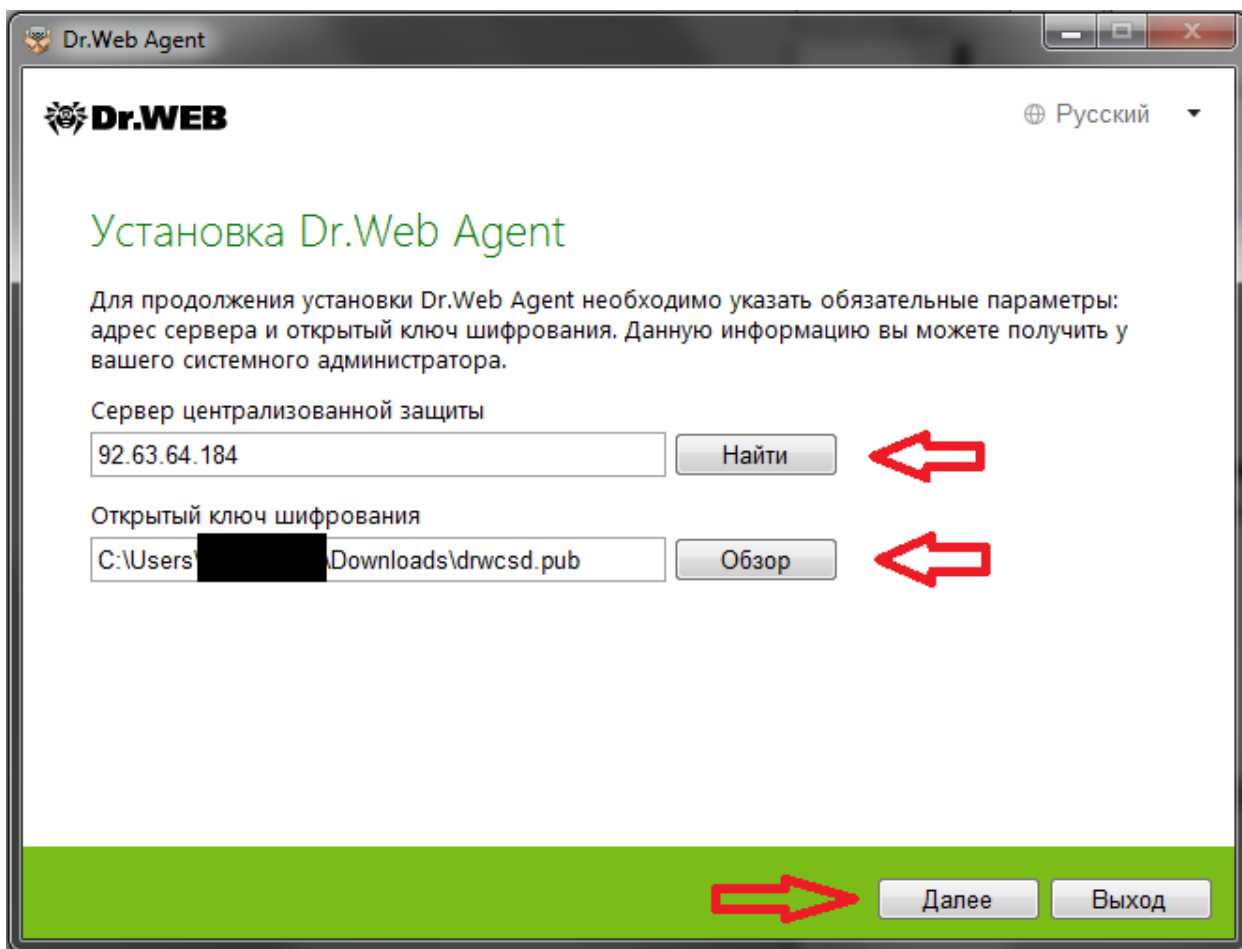 Dr.Web Agent
Dr.WEB
Русский
Установка Dr.Web Agent
Для продолжения установки Dr.Web Agent необходимо указать обязательные параметры:
адрес сервера и открытый ключ шифрования. Данную информацию вы можете получить у
вашего системного администратора.
Сервер централизованной защиты
92.63.64.184 Найти
Открытый ключ шифрования
C:\Users\ \Downloads\drwcsd.pub Обзор
Далее Выход